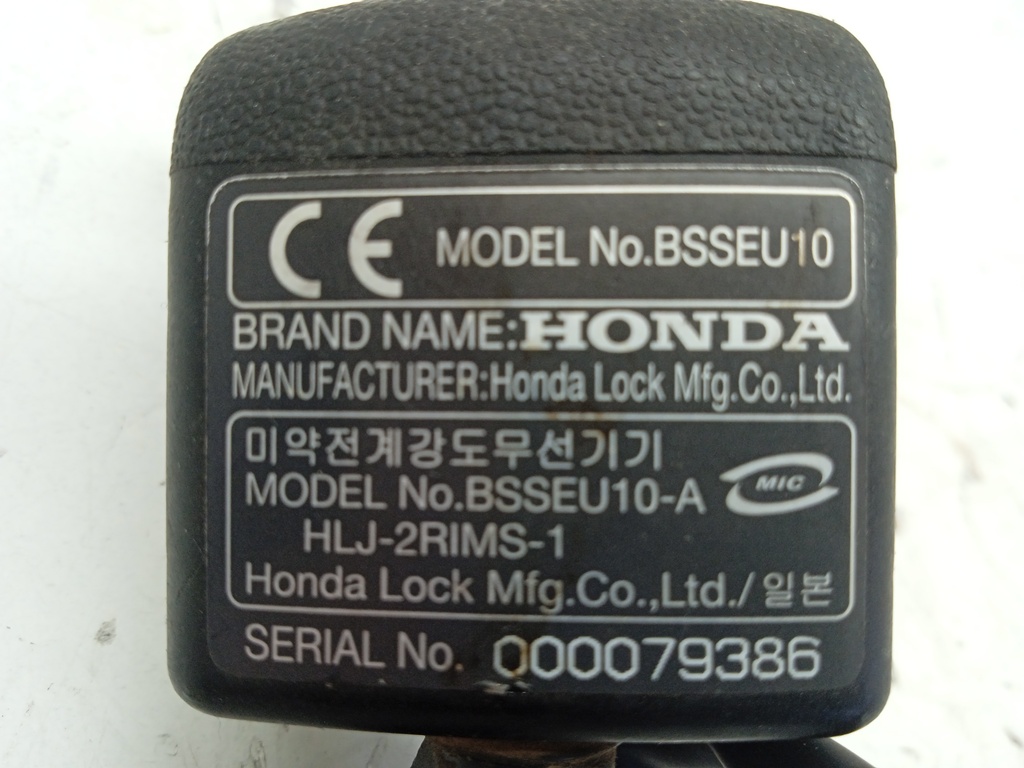 CE MODEL No.BSSEU10
BRAND NAME:HONDA
MANUFACTURER:Honda Lock Mfg.Co.,Ltd.
미약전계강도무선기기
MODEL No.BSSEU10-A MIC
HLJ-2RIMS-1
Honda Lock Mfg.Co.,Ltd./일본
SERIAL No. 000079386